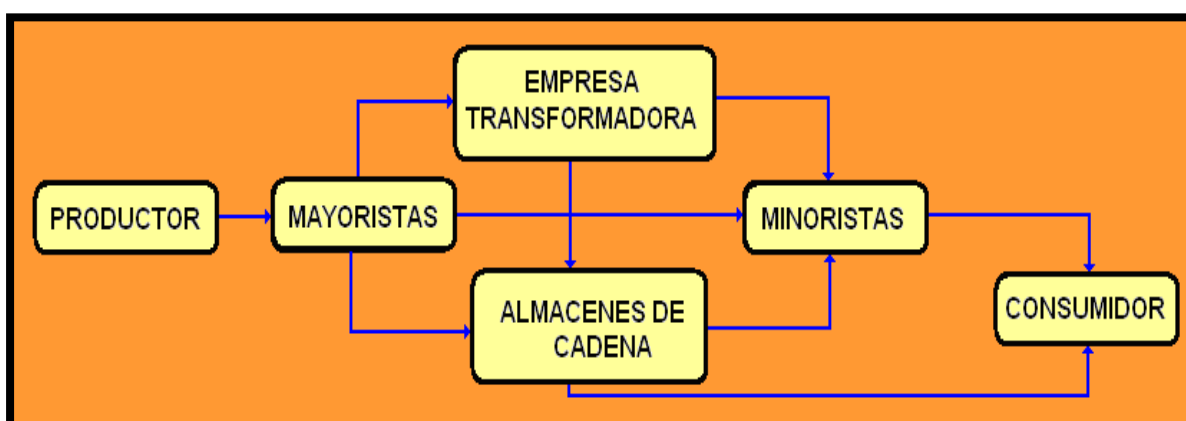 EMPRESA
TRANSFORMADORA
PRODUCTOR
MAYORISTAS
MINORISTAS
ALMACENES DE
CADENA
CONSUMIDOR